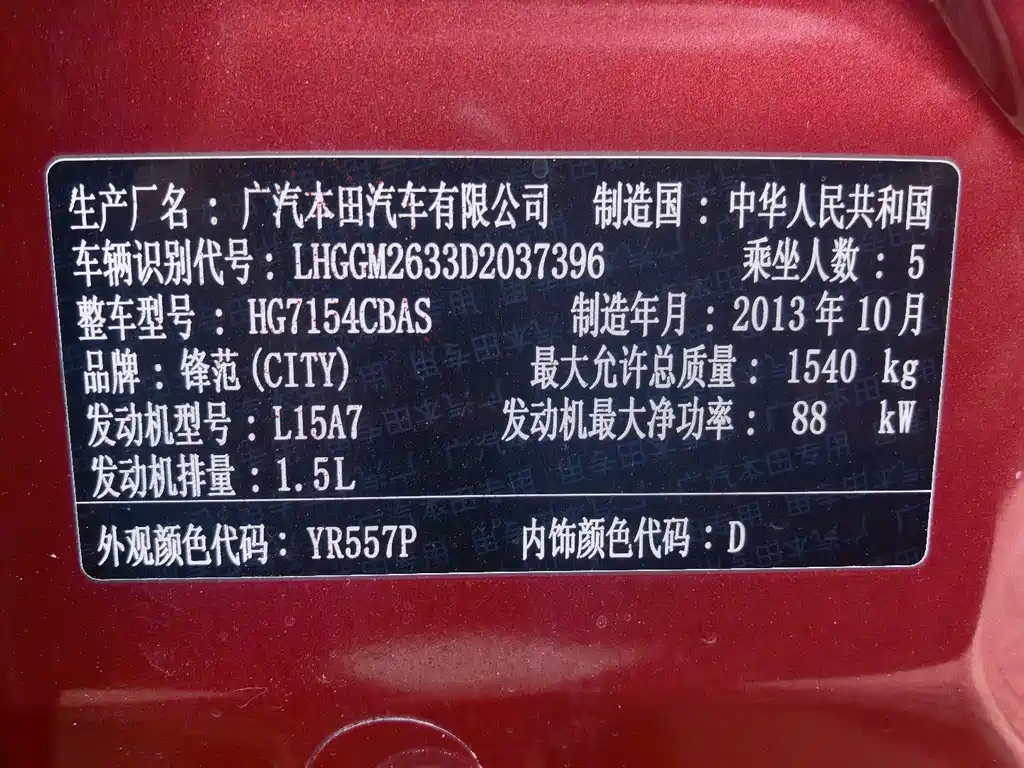 生产厂名：广汽本田汽车有限公司 制造国：中华人民共和国
车辆识别代号：LHGGM2633D2037396 乘坐人数：5
整车型号：HG7154CBAS 制造年月：2013年10月
品牌：锋范(CITY) 最大允许总质量：1540 kg
发动机型号：L15A7 发动机最大净功率：88 kW
发动机排量：1.5L
外观颜色代码：YR557P 内饰颜色代码：D